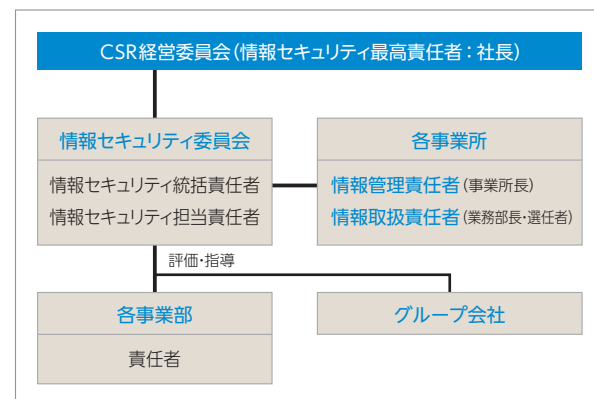 CSR経営委員会（情報セキュリティ最高責任者：社長）
情報セキュリティ委員会
情報セキュリティ統括責任者
情報セキュリティ担当責任者
各事業所
情報管理責任者（事業所長）
情報取扱責任者（業務部長・選任者）
評価・指導
各事業部
責任者
グループ会社